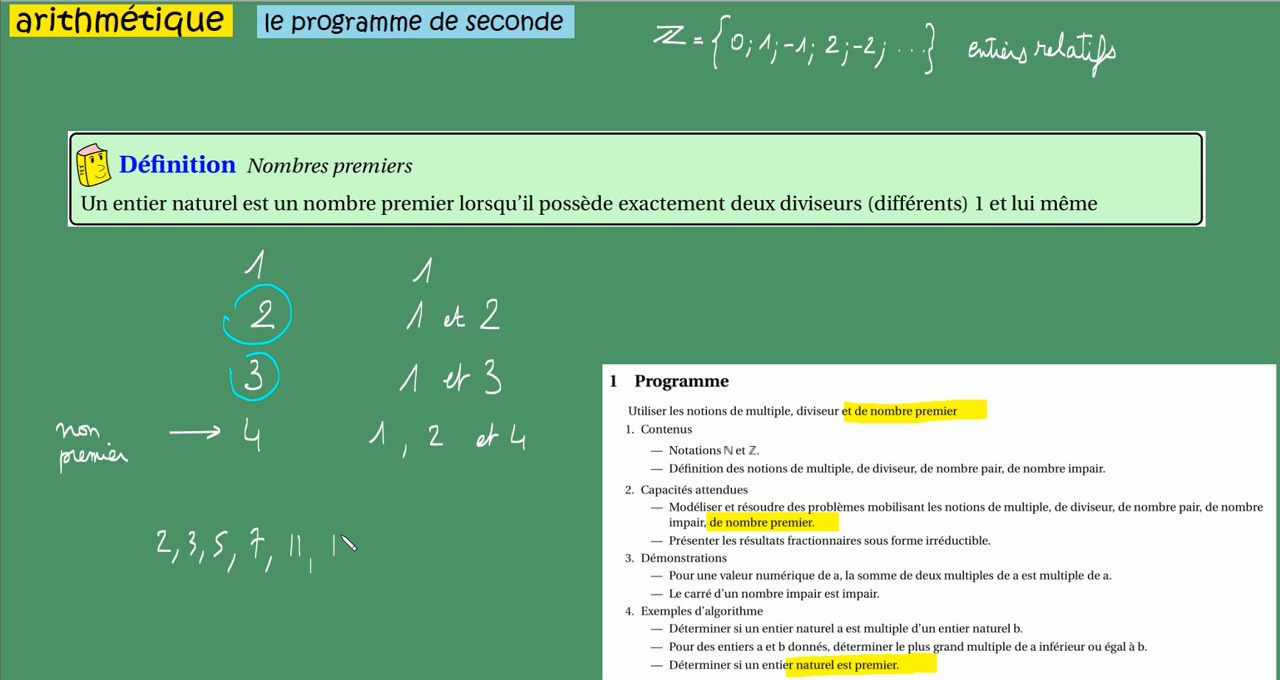 arithmétique le programme de seconde
ℤ = {0; 1; -1; 2; -2; ...} entiers relatifs
Définition Nombres premiers
Un entier naturel est un nombre premier lorsqu'il possède exactement deux diviseurs (différents) 1 et lui même
1 1
2 1 et 2
3 1 et 3
non premier → 4 1, 2 et 4
2, 3, 5, 7, 11, 1
1 Programme
Utiliser les notions de multiple, diviseur et de nombre premier
1. Contenus
— Notations ℕ et ℤ.
— Définition des notions de multiple, de diviseur, de nombre pair, de nombre impair.
2. Capacités attendues
— Modéliser et résoudre des problèmes mobilisant les notions de multiple, de diviseur, de nombre pair, de nombre
impair, de nombre premier.
— Présenter les résultats fractionnaires sous forme irréductible.
3. Démonstrations
— Pour une valeur numérique de a, la somme de deux multiples de a est multiple de a.
— Le carré d'un nombre impair est impair.
4. Exemples d'algorithme
— Déterminer si un entier naturel a est multiple d'un entier naturel b.
— Pour des entiers a et b donnés, déterminer le plus grand multiple de a inférieur ou égal à b.
— Déterminer si un entier naturel est premier.